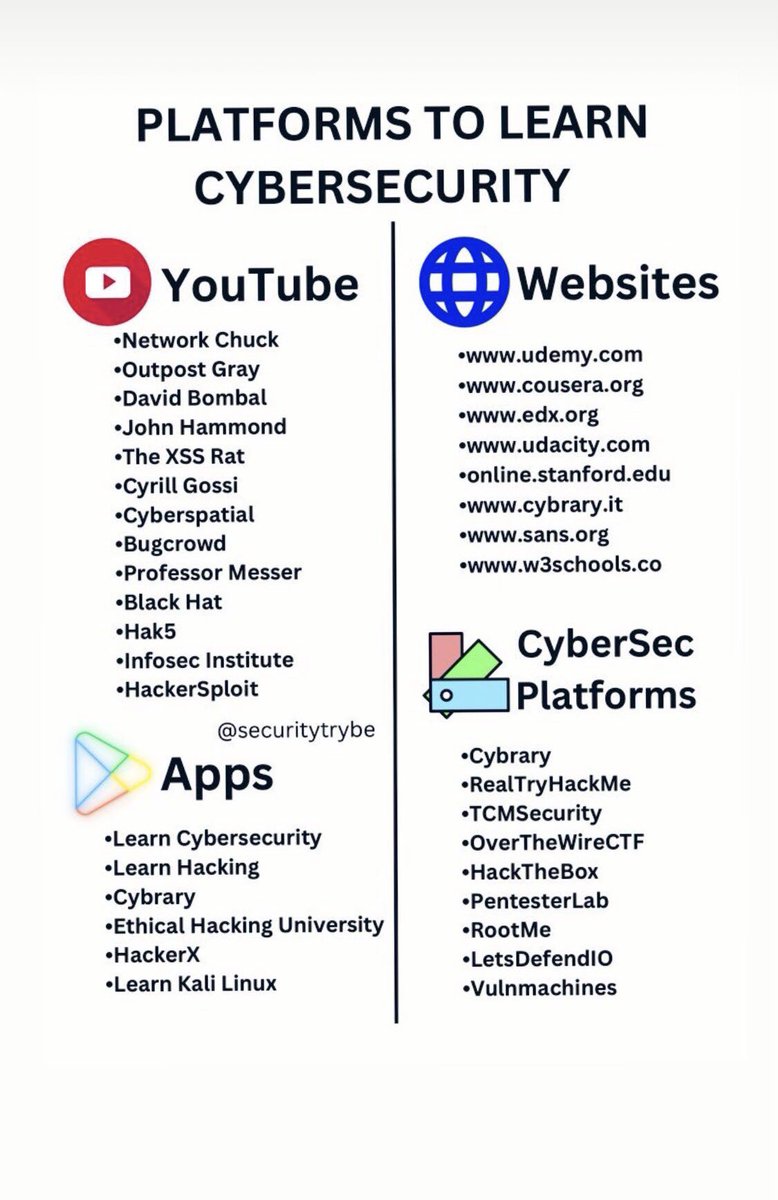 PLATFORMS TO LEARN
CYBERSECURITY
YouTube
•Network Chuck
•Outpost Gray
•David Bombal
•John Hammond
•The XSS Rat
•Cyrill Gossi
•Cyberspatial
•Bugcrowd
•Professor Messer
•Black Hat
•Hak5
•Infosec Institute
•HackerSploit
@securitytrybe
Apps
•Learn Cybersecurity
•Learn Hacking
•Cybrary
•Ethical Hacking University
•HackerX
•Learn Kali Linux
Websites
•www.udemy.com
•www.cousera.org
•www.edx.org
•www.udacity.com
•online.stanford.edu
•www.cybrary.it
•www.sans.org
•www.w3schools.co
CyberSec
Platforms
•Cybrary
•RealTryHackMe
•TCMSecurity
•OverTheWireCTF
•HackTheBox
•PentesterLab
•RootMe
•LetsDefendIO
•Vulnmachines